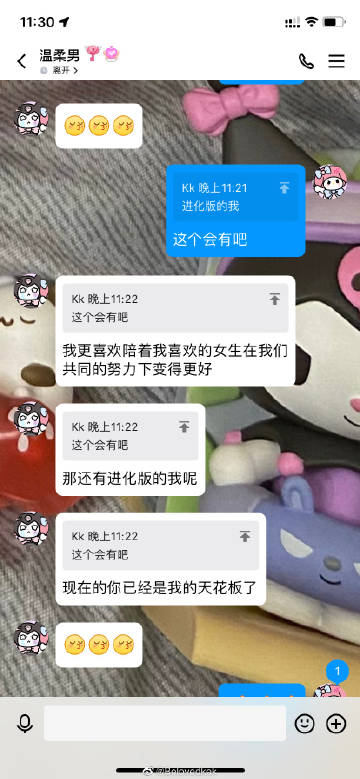 11:30
温柔男
离开
Kk 晚上11:21
进化版的我
这个会有吧
Kk 晚上11:22
这个会有吧
我更喜欢陪着我喜欢的女生在我们
共同的努力下变得更好
Kk 晚上11:22
这个会有吧
那还有进化版的我呢
Kk 晚上11:22
这个会有吧
现在的你已经是我的天花板了
1
@Belovedkek